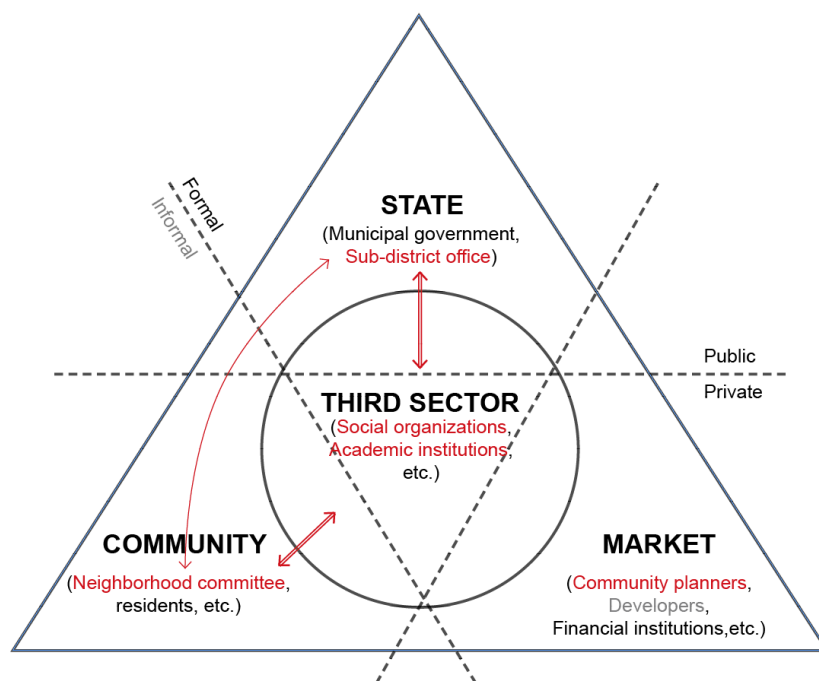 Formal
Informal
STATE
(Municipal government,
Sub-district office)
Public
Private
THIRD SECTOR
(Social organizations,
Academic institutions,
etc.)
COMMUNITY
(Neighborhood committee,
residents, etc.)
MARKET
(Community planners,
Developers,
Financial institutions,etc.)